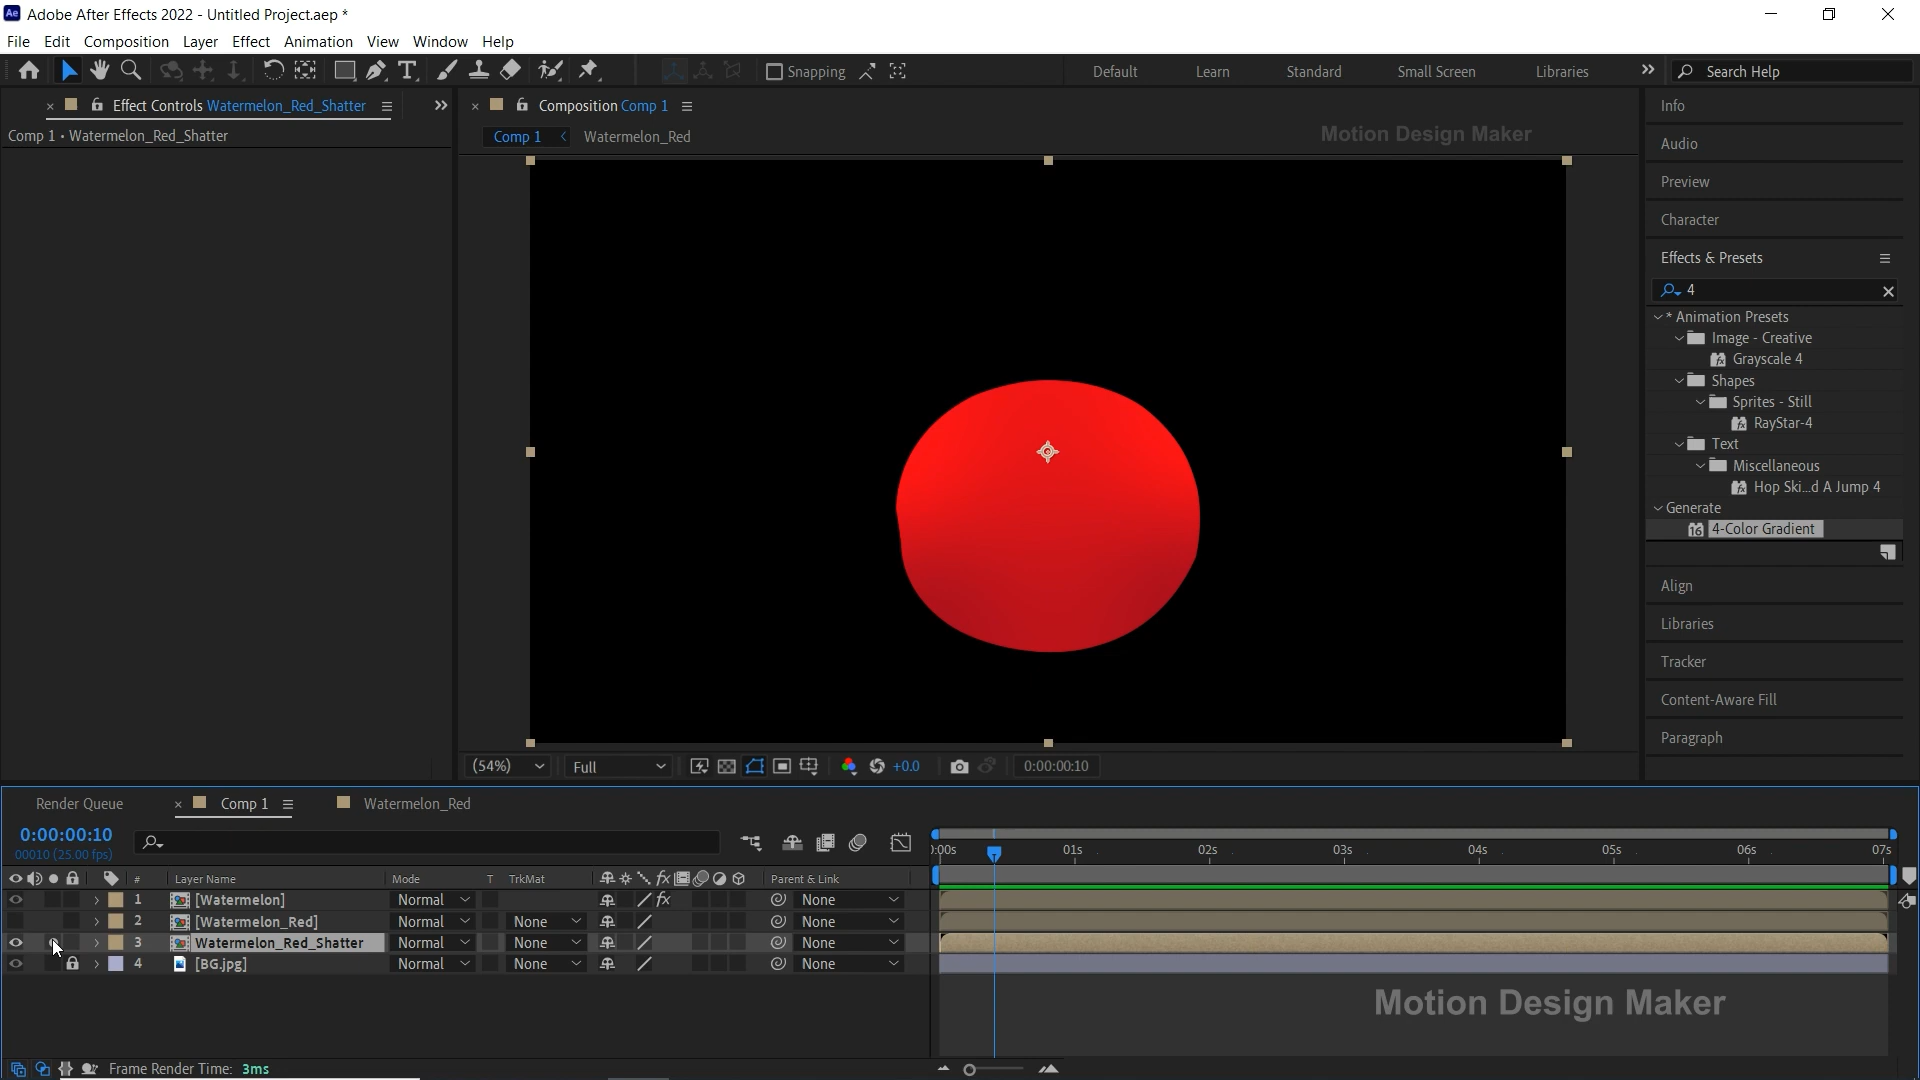 Ae Adobe After Effects 2022 - Untitled Project.aep *
File Edit Composition Layer Effect Animation View Window Help
Snapping Default Learn Standard Small Screen Libraries Search Help
Effect Controls Watermelon_Red_Shatter
Comp 1 • Watermelon_Red_Shatter
Composition Comp 1
Comp 1 Watermelon_Red
Motion Design Maker
Info
Audio
Preview
Character
Effects & Presets
4
* Animation Presets
Image - Creative
Grayscale 4
Shapes
Sprites - Still
RayStar-4
Text
Miscellaneous
Hop Ski...d A Jump 4
Generate
16 4-Color Gradient
Align
Libraries
Tracker
Content-Aware Fill
Paragraph
(54%) Full +0.0 0:00:00:10
Render Queue Comp 1 Watermelon_Red
0:00:00:10
00010 (25.00 fps)
):00s 01s 02s 03s 04s 05s 06s 07s
# Layer Name Mode T TrkMat fx Parent & Link
1 [Watermelon] Normal fx None
2 [Watermelon_Red] Normal None None
3 Watermelon_Red_Shatter Normal None None
4 [BG.jpg] Normal None None
Motion Design Maker
Frame Render Time: 3ms